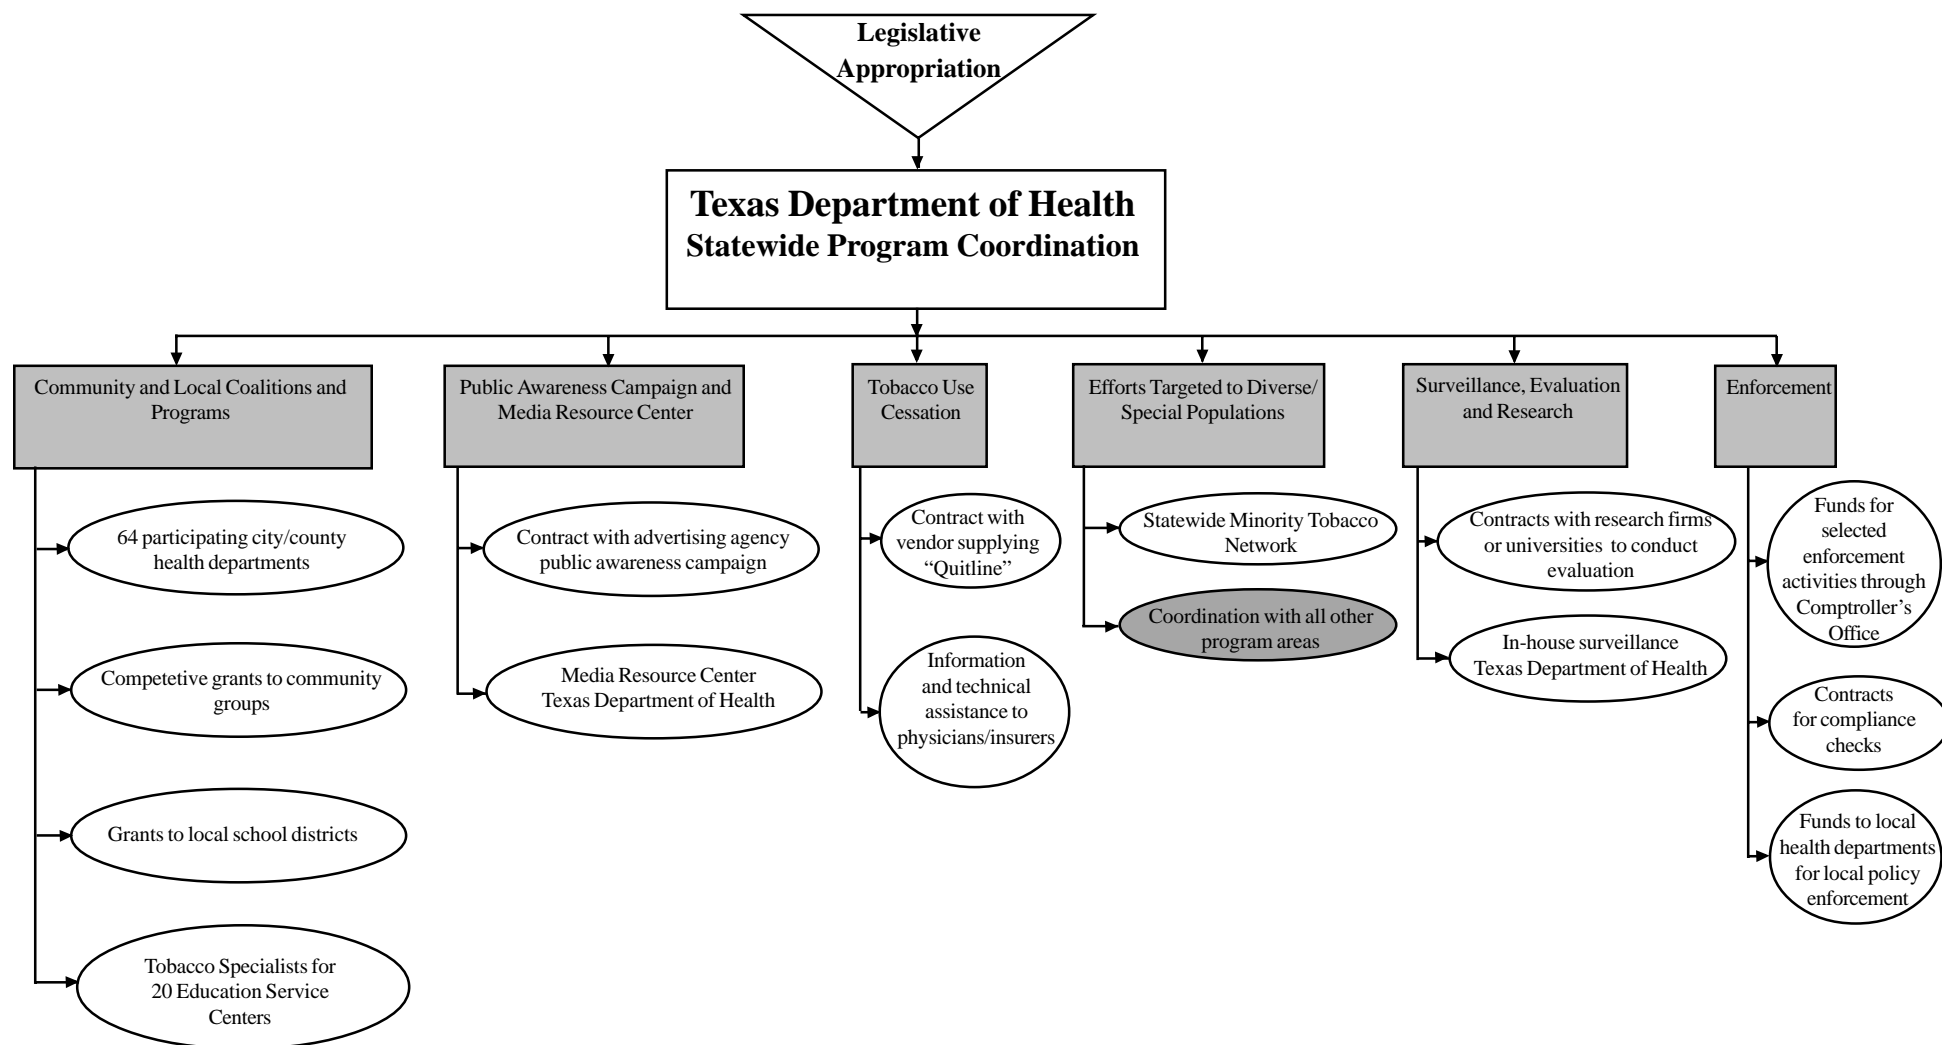 Legislative
Appropriation
Texas Department of Health
Statewide Program Coordination
Community and Local Coalitions and
Programs
Public Awareness Campaign and
Media Resource Center
Tobacco Use
Cessation
Efforts Targeted to Diverse/
Special Populations
Surveillance, Evaluation
and Research
Enforcement
64 participating city/county
health departments
Competetive grants to community
groups
Grants to local school districts
Tobacco Specialists for
20 Education Service
Centers
Contract with advertising agency
public awareness campaign
Media Resource Center
Texas Department of Health
Contract with
vendor supplying
“Quitline”
Information
and technical
assistance to
physicians/insurers
Statewide Minority Tobacco
Network
Coordination with all other
program areas
Contracts with research firms
or universities to conduct
evaluation
In-house surveillance
Texas Department of Health
Funds for
selected
enforcement
activities through
Comptroller’s
Office
Contracts
for compliance
checks
Funds to local
health departments
for local policy
enforcement